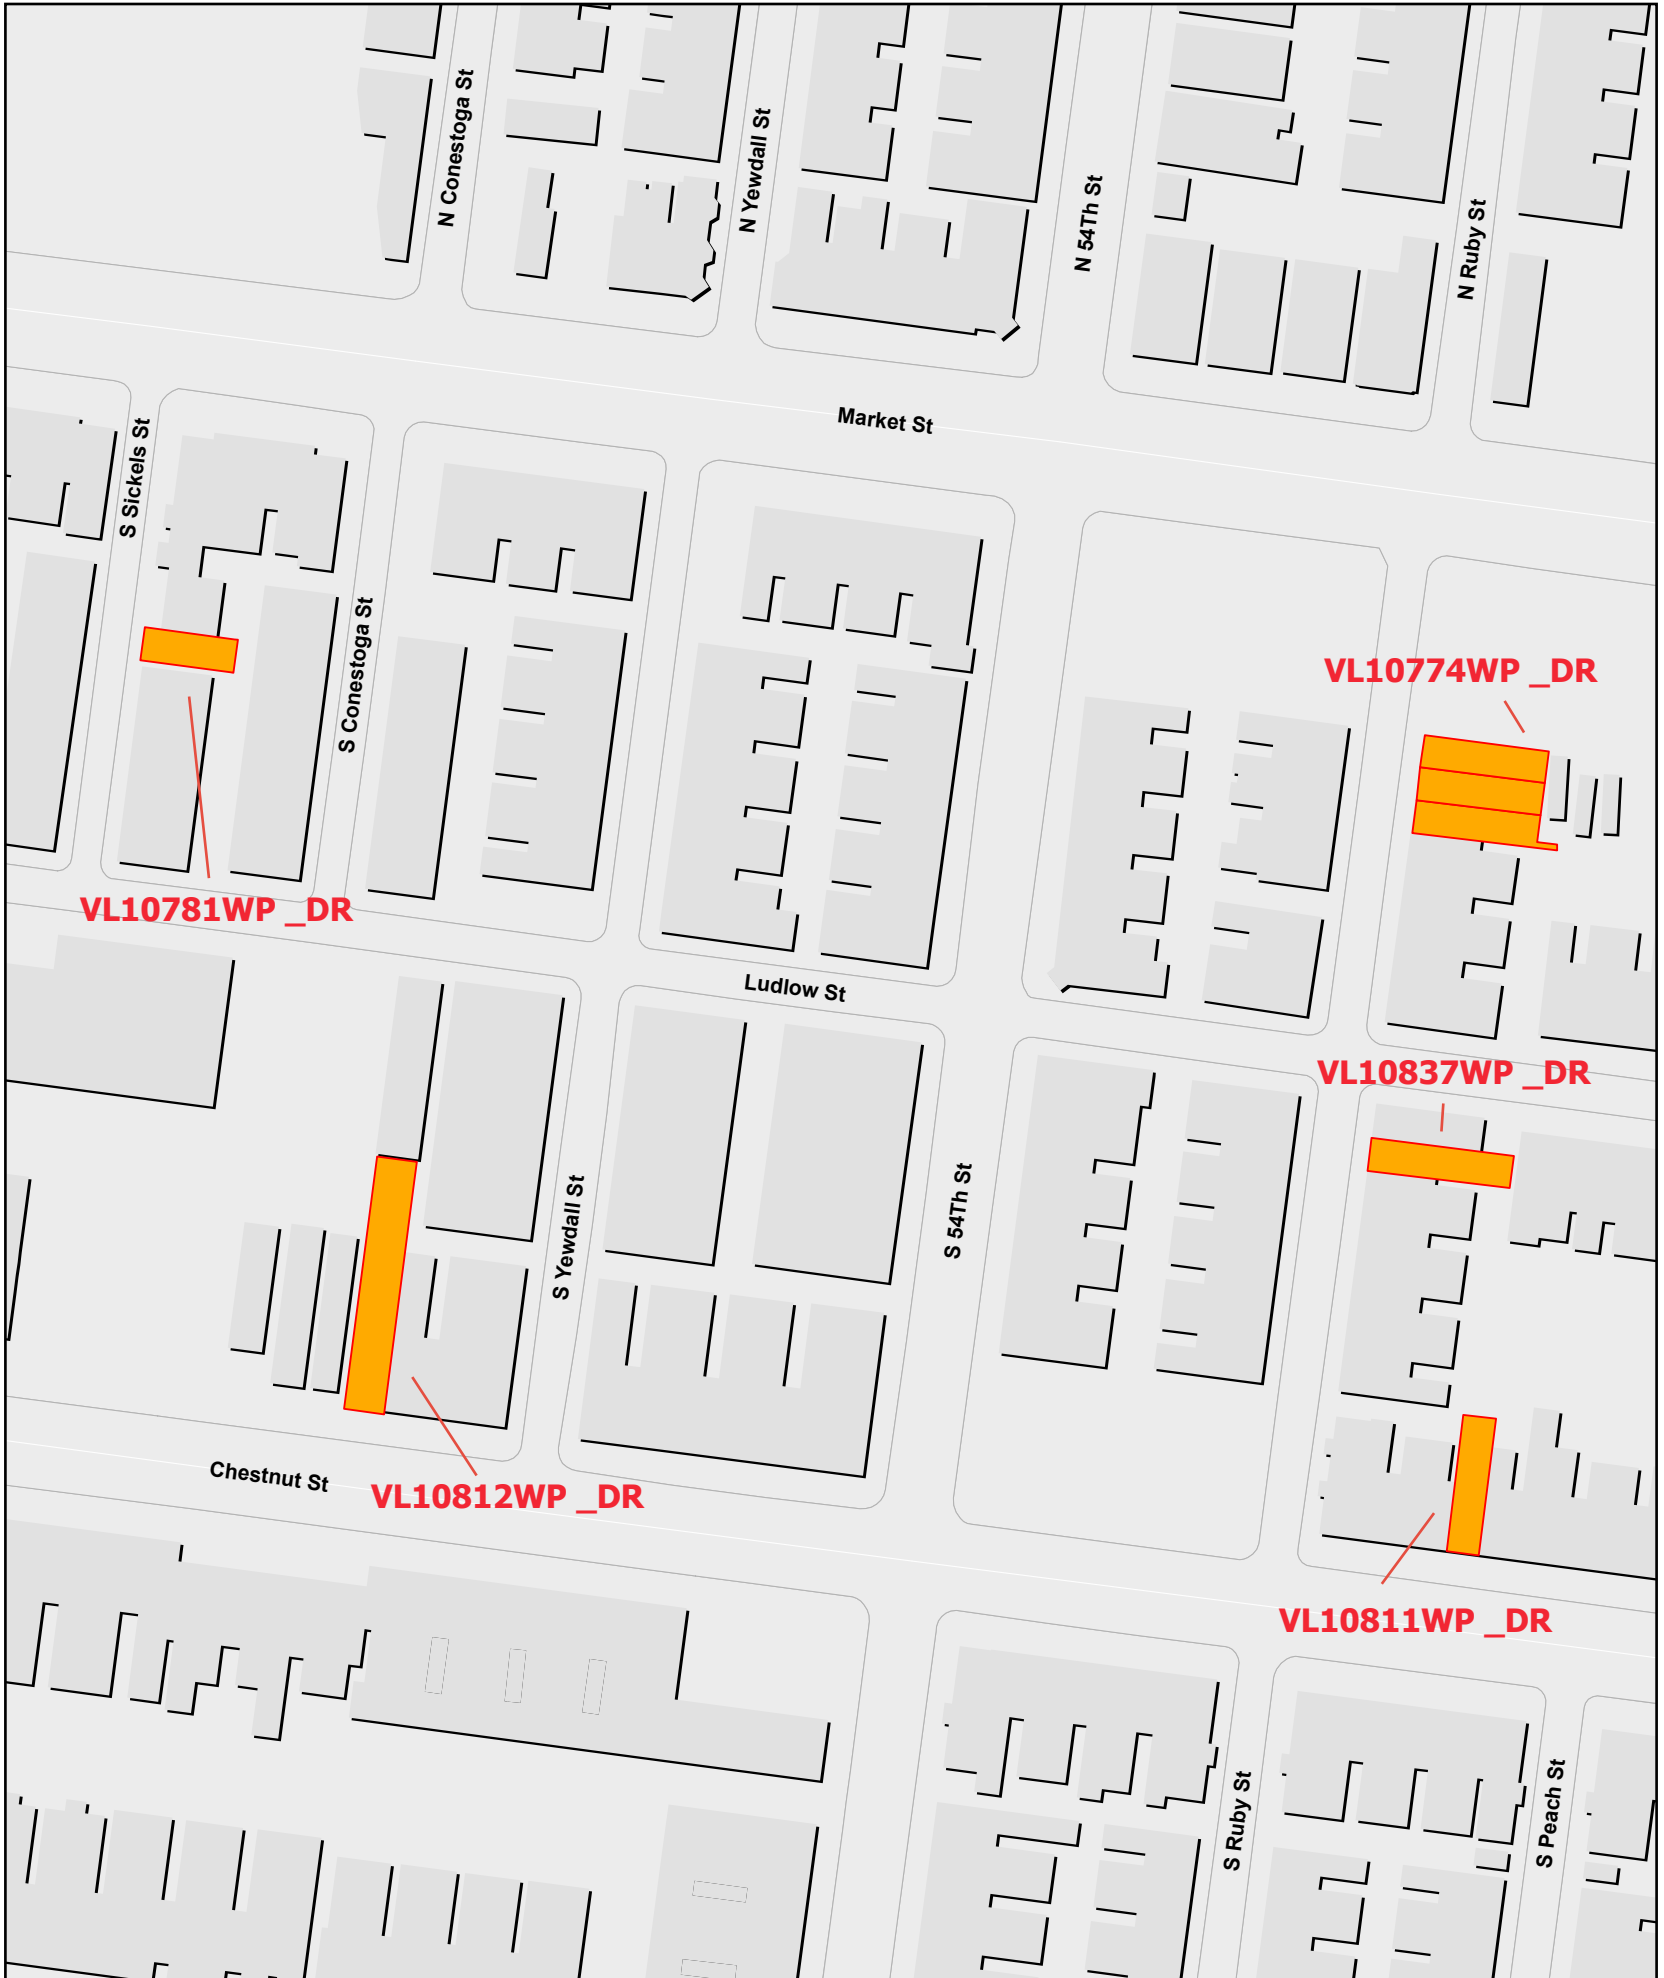 N Conestoga St
N Yewdall St
N 54Th St
N Ruby St
Market St
S Sickels St
S Conestoga St
VL10774WP _DR
VL10781WP _DR
Ludlow St
VL10837WP _DR
S Yewdall St
S 54Th St
Chestnut St
VL10812WP _DR
VL10811WP _DR
S Ruby St
S Peach St